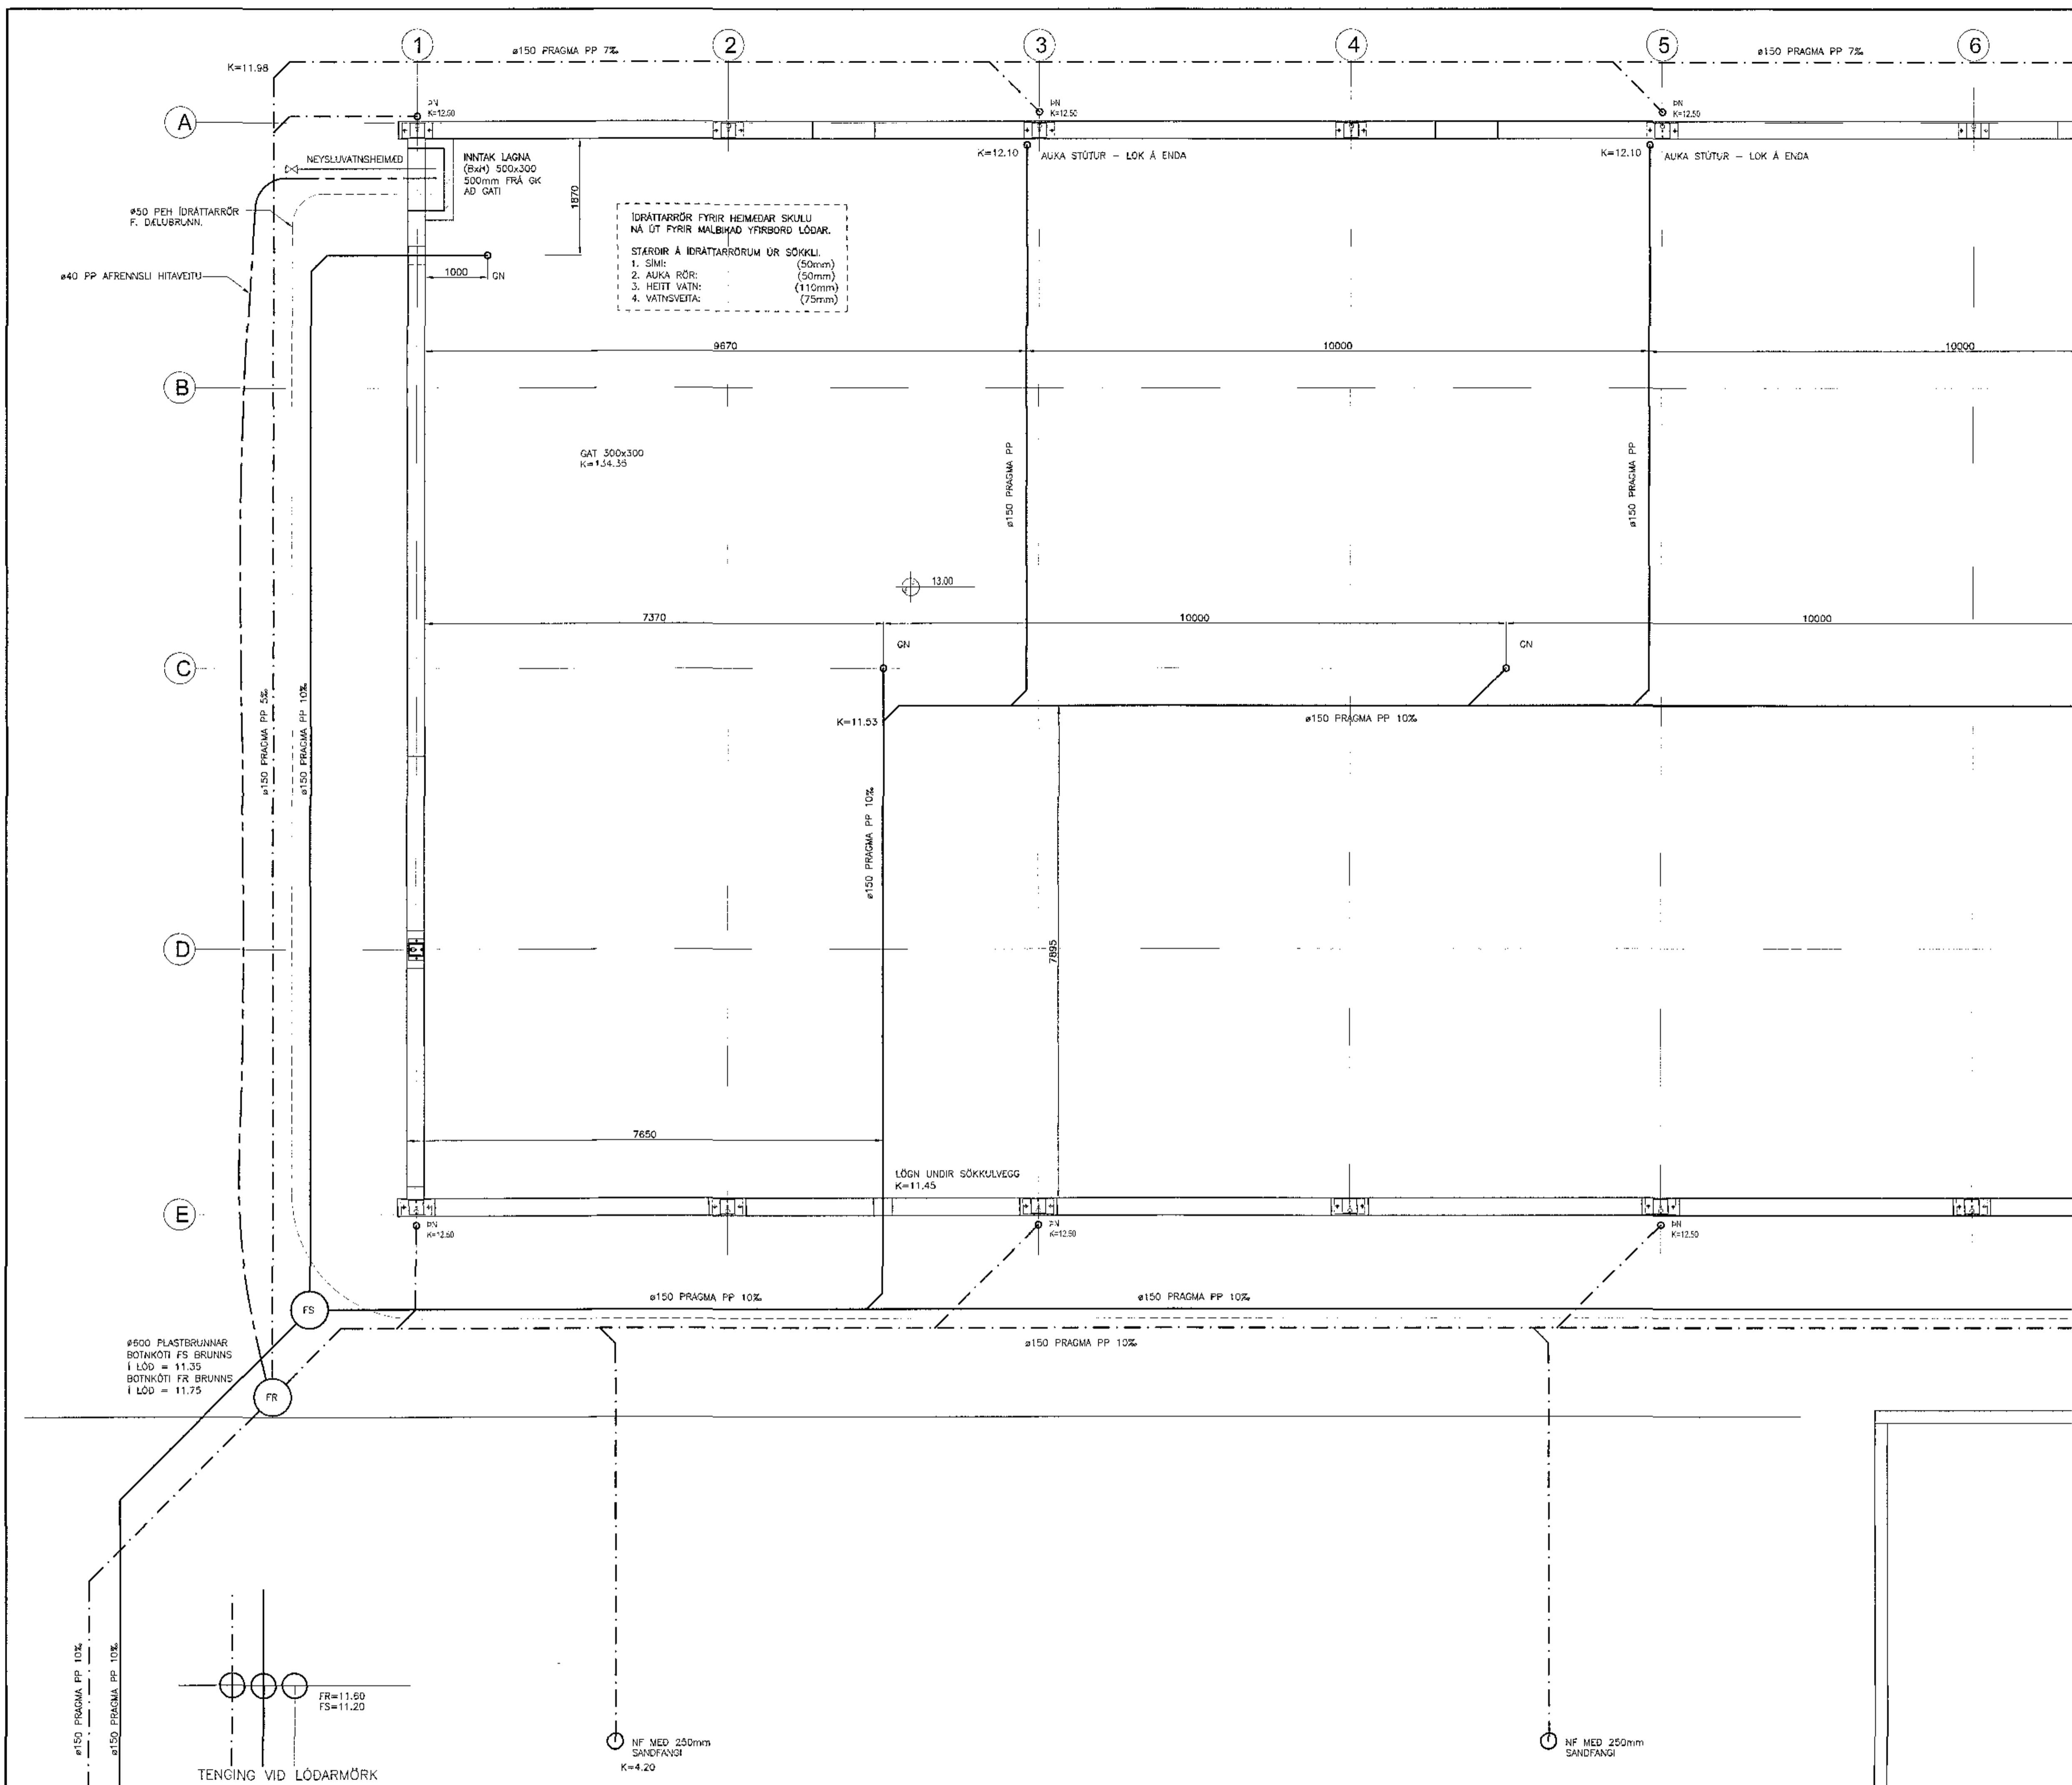 1
2
3
4
5
6
ø150 PRAGMA PP 7‰
ø150 PRAGMA PP 7‰
K=11.98
A
ÞN
K=12.60
ÞN
K=12.50
ÞN
K=12.50
NEYSLUVATNSHEIMÆÐ
INNTAK LAGNA
(BxH) 500x300
500mm FRÁ GK
AÐ GATI
1870
K=12.10
AUKA STÚTUR – LOK Á ENDA
K=12.10
AUKA STÚTUR – LOK Á ENDA
ø50 PEH ÍDRÁTTARRÖR
F. DÆLUBRUNN.
ÍDRÁTTARRÖR FYRIR HEIMÆÐAR SKULU
NÁ ÚT FYRIR MALBIKAÐ YFIRBORÐ LÓÐAR.
STÆRÐIR Á ÍDRÁTTARRÖRUM ÚR SÖKKLI.
1. SÍMI: (50mm)
2. AUKA RÖR: (50mm)
3. HEITT VATN: (110mm)
4. VATNSVEITA: (75mm)
ø40 PP AFRENNSLI HITAVEITU
1000
GN
9670
10000
10000
B
GAT 300x300
K=134.35
ø150 PRAGMA PP
ø150 PRAGMA PP
13.00
7370
10000
10000
GN
GN
C
ø150 PRAGMA PP 5‰
ø150 PRAGMA PP 10‰
K=11.53
ø150 PRAGMA PP 10‰
ø150 PRAGMA PP 10‰
D
7895
7650
LÖGN UNDIR SÖKKULVEGG
K=11.45
E
ÞN
K=12.60
ÞN
K=12.50
ÞN
K=12.50
FS
ø150 PRAGMA PP 10‰
ø150 PRAGMA PP 10‰
ø150 PRAGMA PP 10‰
ø600 PLASTBRUNNAR
BOTNKÓTI FS BRUNNS
Í LÓÐ = 11.35
BOTNKÓTI FR BRUNNS
Í LÓÐ = 11.75
FR
ø150 PRAGMA PP 10‰
ø150 PRAGMA PP 10‰
FR=11.60
FS=11.20
TENGING VIÐ LÓÐARMÖRK
NF MEÐ 250mm
SANDFANGI
K=4.20
NF MEÐ 250mm
SANDFANGI